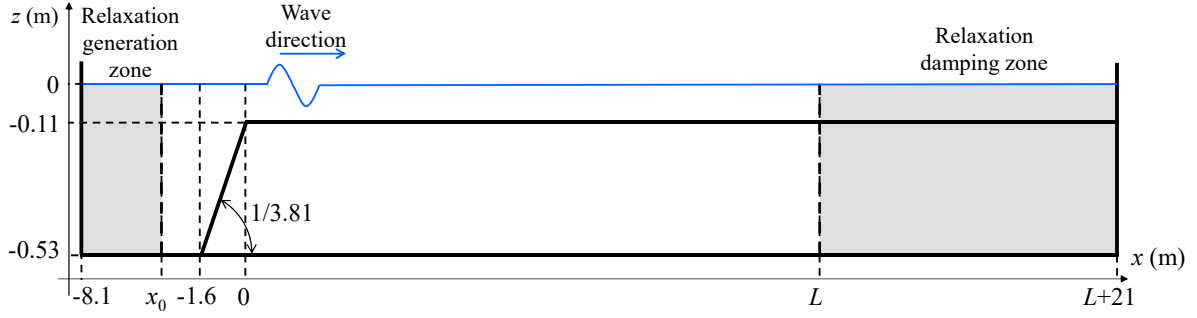 z (m)
Relaxation
generation
zone
Wave
direction
Relaxation
damping zone
0
-0.11
1/3.81
-0.53
x (m)
-8.1
x0
-1.6
0
L
L+21